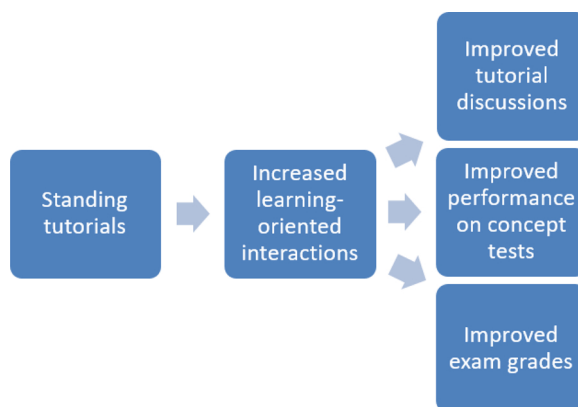 Standing
tutorials
Increased
learning-
oriented
interactions
Improved
tutorial
discussions
Improved
performance
on concept
tests
Improved
exam grades